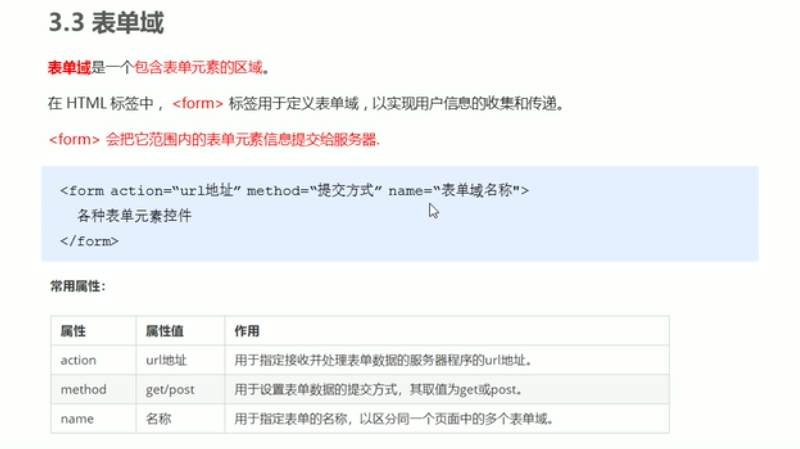 3.3 表单域
表单域是一个包含表单元素的区域。
在 HTML 标签中， <form> 标签用于定义表单域，以实现用户信息的收集和传递。
<form> 会把它范围内的表单元素信息提交给服务器.
<form action=“url地址” method=“提交方式” name=“表单域名称">
各种表单元素控件
</form>
常用属性：
属性 属性值 作用
action url地址 用于指定接收并处理表单数据的服务器程序的url地址。
method get/post 用于设置表单数据的提交方式，其取值为get或post。
name 名称 用于指定表单的名称，以区分同一个页面中的多个表单域。